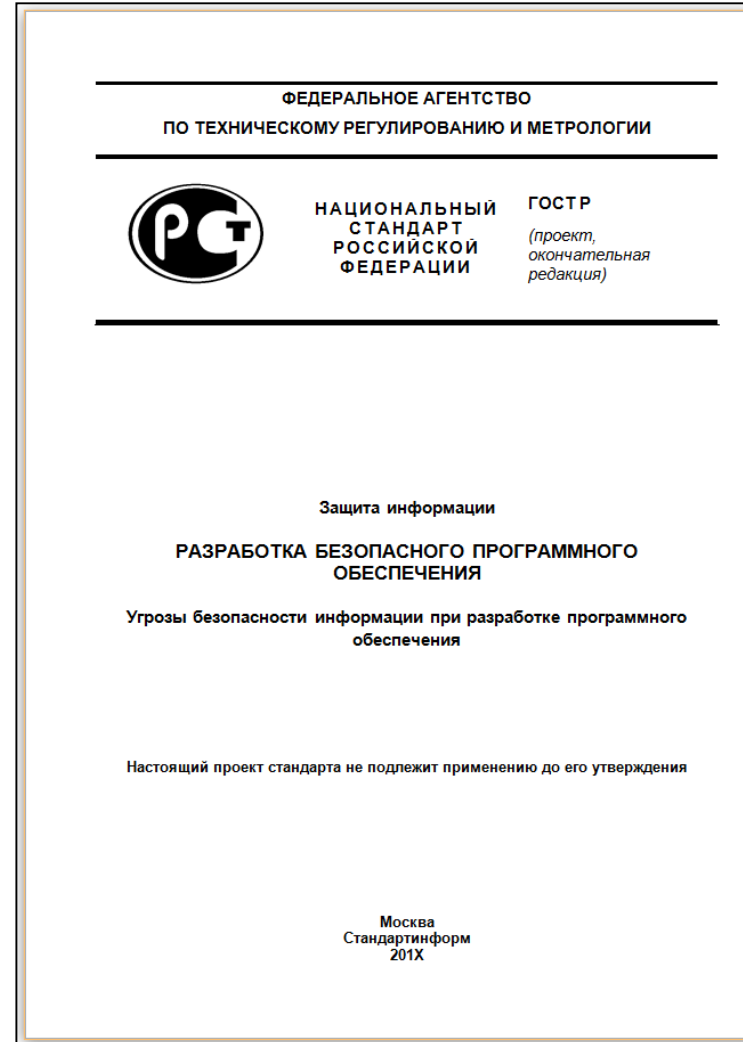 ФЕДЕРАЛЬНОЕ АГЕНТСТВО
ПО ТЕХНИЧЕСКОМУ РЕГУЛИРОВАНИЮ И МЕТРОЛОГИИ
РСТ
НАЦИОНАЛЬНЫЙ
СТАНДАРТ
РОССИЙСКОЙ
ФЕДЕРАЦИИ
ГОСТ Р
(проект,
окончательная
редакция)
Защита информации
РАЗРАБОТКА БЕЗОПАСНОГО ПРОГРАММНОГО
ОБЕСПЕЧЕНИЯ
Угрозы безопасности информации при разработке программного
обеспечения
Настоящий проект стандарта не подлежит применению до его утверждения
Москва
Стандартинформ
201Х